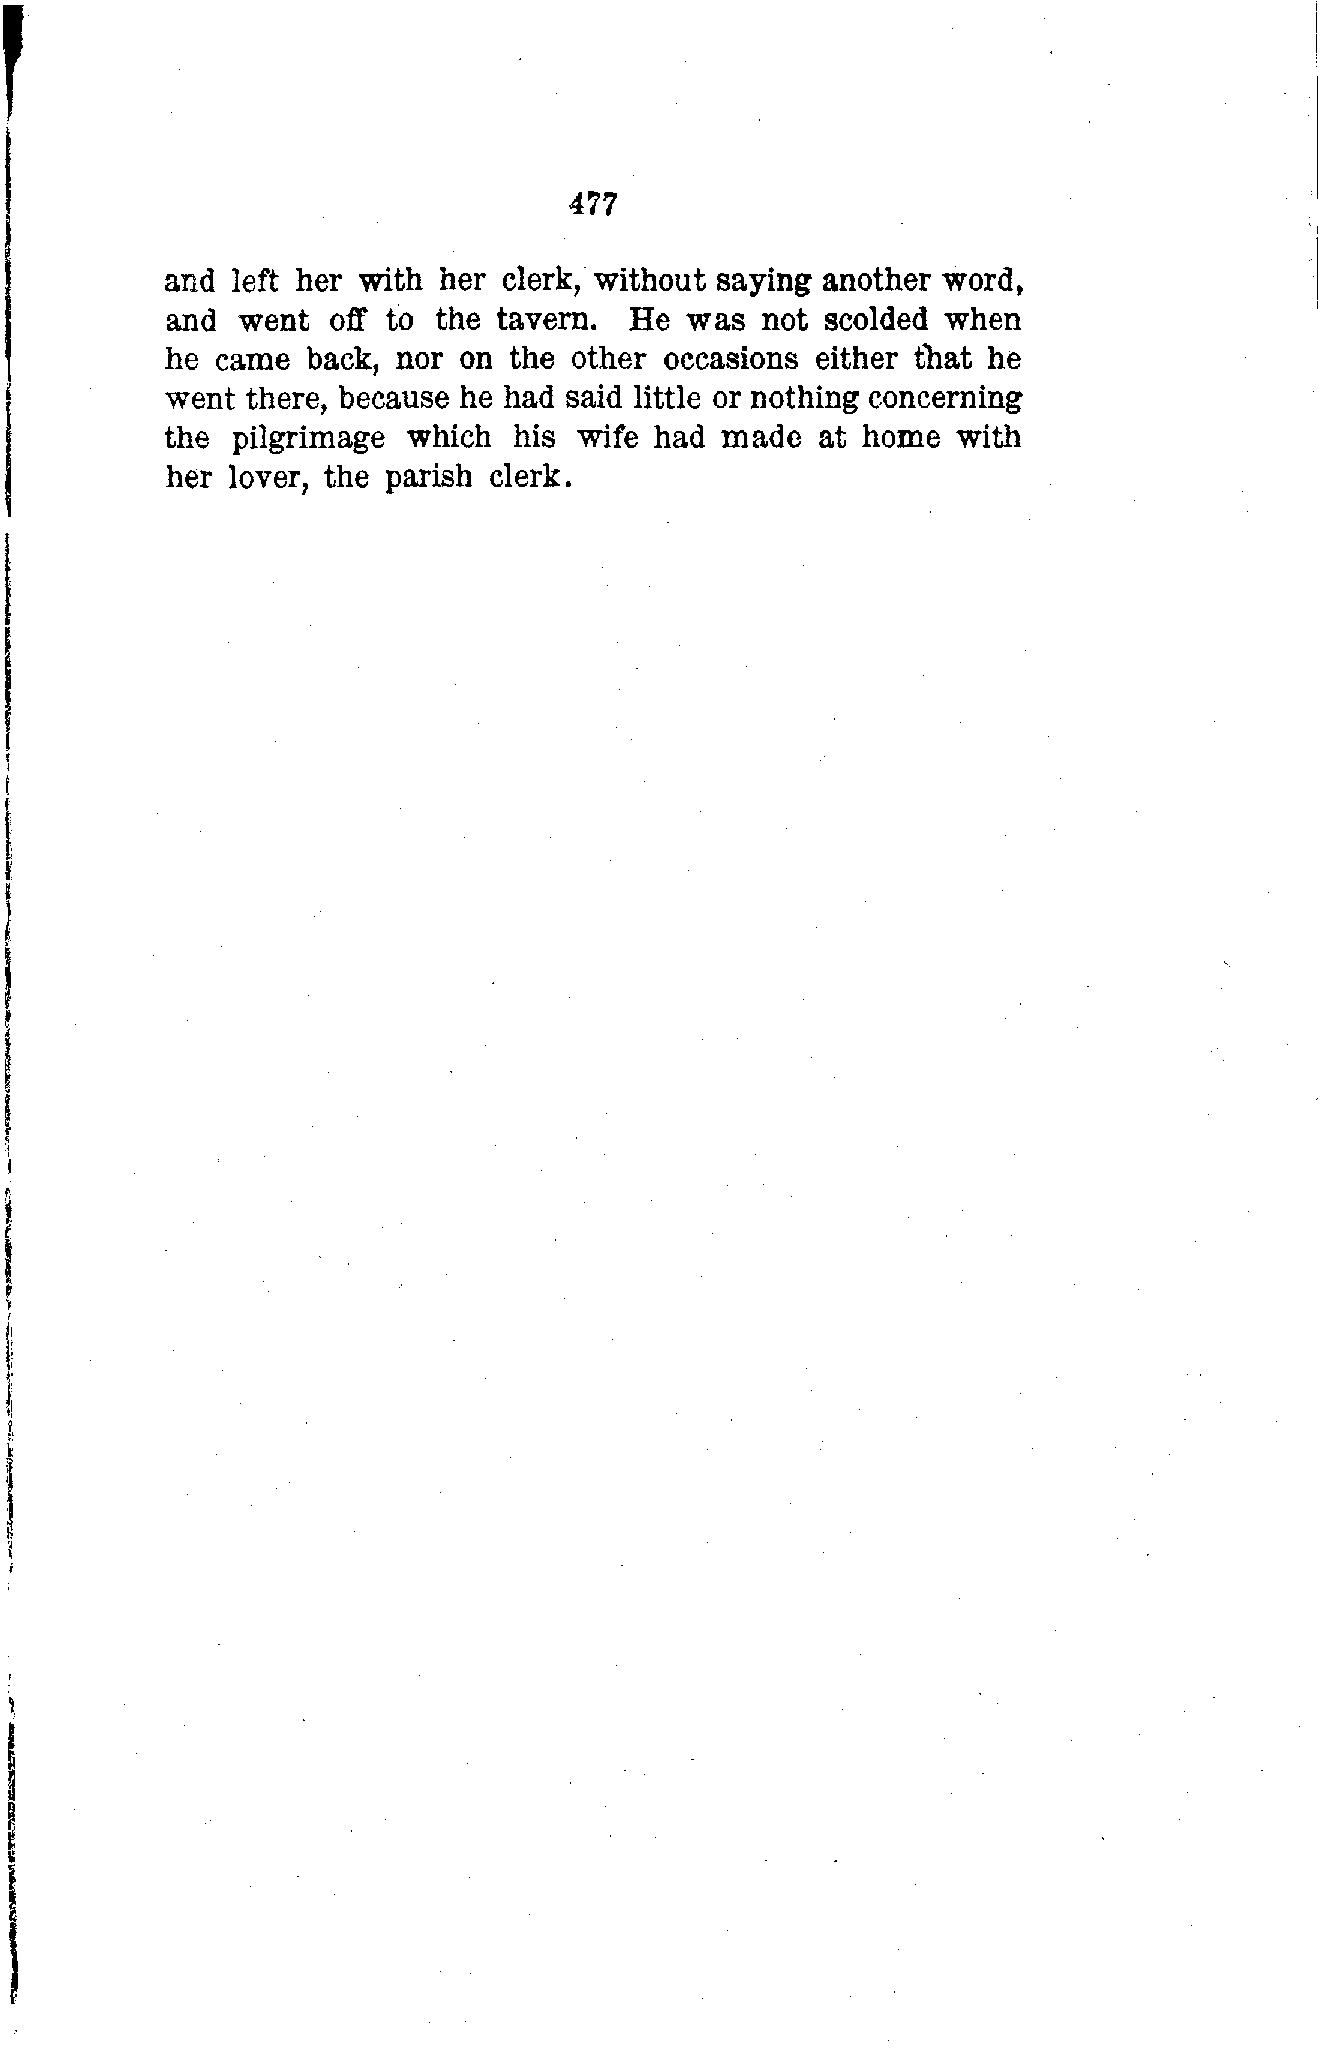 477
and left her with her clerk, without saying another word,
and went off to the tavern. He was not scolded when
he came back, nor on the other occasions either that he
went there, because he had said little or nothing concerning
the pilgrimage which his wife had made at home with
her lover, the parish clerk.